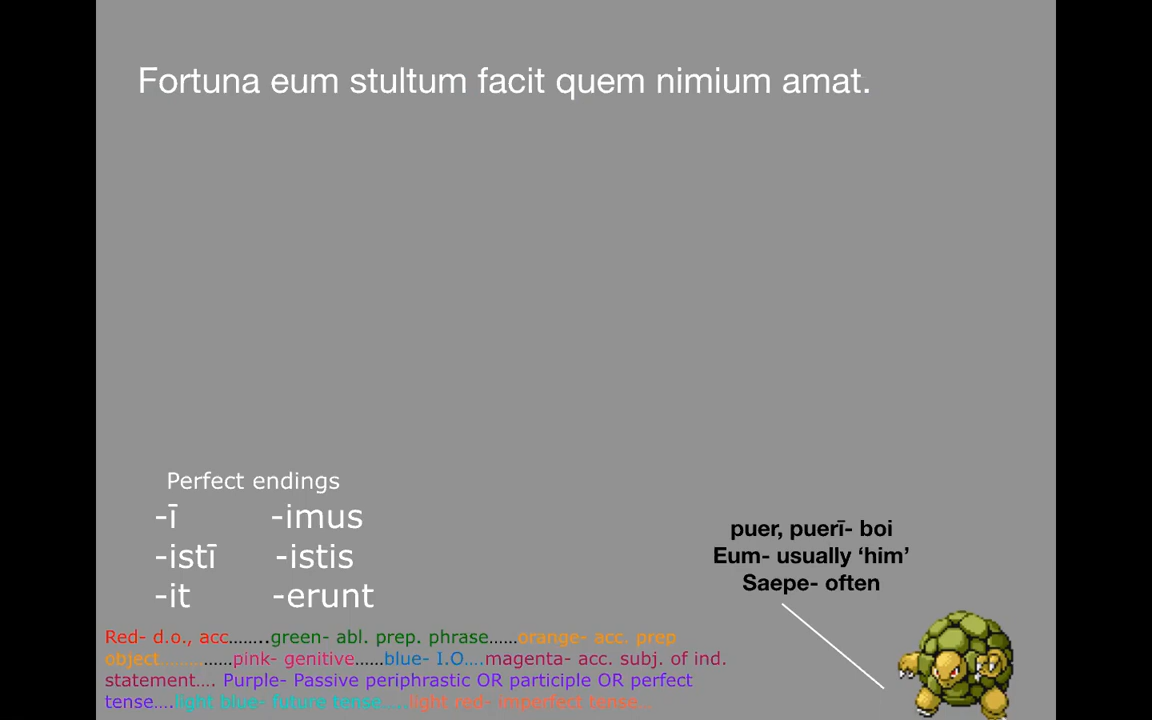 Fortuna eum stultum facit quem nimium amat.
Perfect endings
-ī -imus
-istī -istis
-it -erunt
puer, puerī- boi
Eum- usually ‘him’
Saepe- often
Red- d.o., acc……..green- abl. prep. phrase……orange- acc. prep
object……………pink- genitive……blue- I.O….magenta- acc. subj. of ind.
statement…. Purple- Passive periphrastic OR participle OR perfect
tense….light blue- future tense…..light red- imperfect tense…